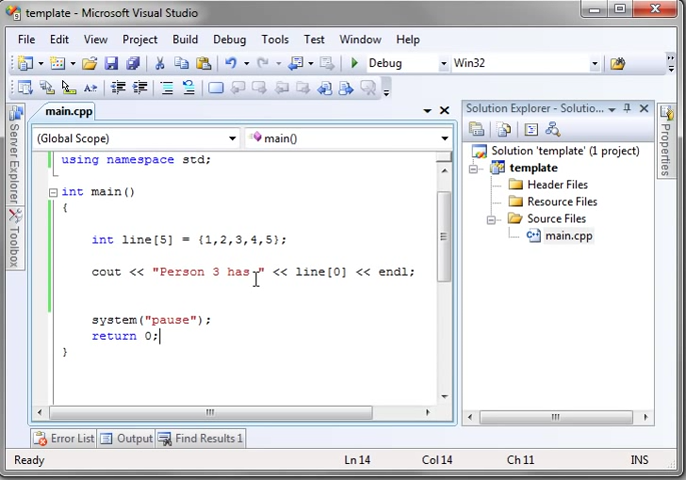 template - Microsoft Visual Studio
File Edit View Project Build Debug Tools Test Window Help
Debug Win32
main.cpp
(Global Scope) main()
using namespace std;
int main()
{
int line[5] = {1,2,3,4,5};
cout << "Person 3 has " << line[0] << endl;
system("pause");
return 0;
}
Server Explorer
Toolbox
Solution Explorer - Solutio...
Solution 'template' (1 project)
template
Header Files
Resource Files
Source Files
main.cpp
Properties
Error List Output Find Results 1
Ready Ln 14 Col 14 Ch 11 INS